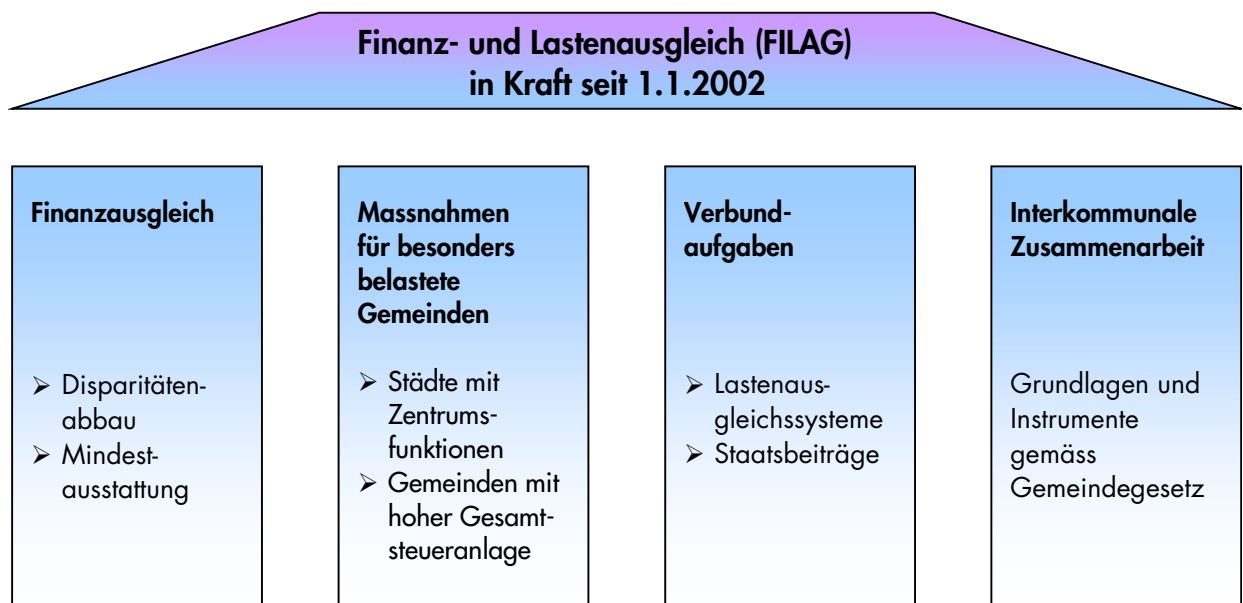 Finanz- und Lastenausgleich (FILAG)
in Kraft seit 1.1.2002
Finanzausgleich
➢ Disparitäten-
abbau
➢ Mindest-
ausstattung
Massnahmen
für besonders
belastete
Gemeinden
➢ Städte mit
Zentrums-
funktionen
➢ Gemeinden mit
hoher Gesamt-
steueranlage
Verbund-
aufgaben
➢ Lastenaus-
gleichssysteme
➢ Staatsbeiträge
Interkommunale
Zusammenarbeit
Grundlagen und
Instrumente
gemäss
Gemeindegesetz